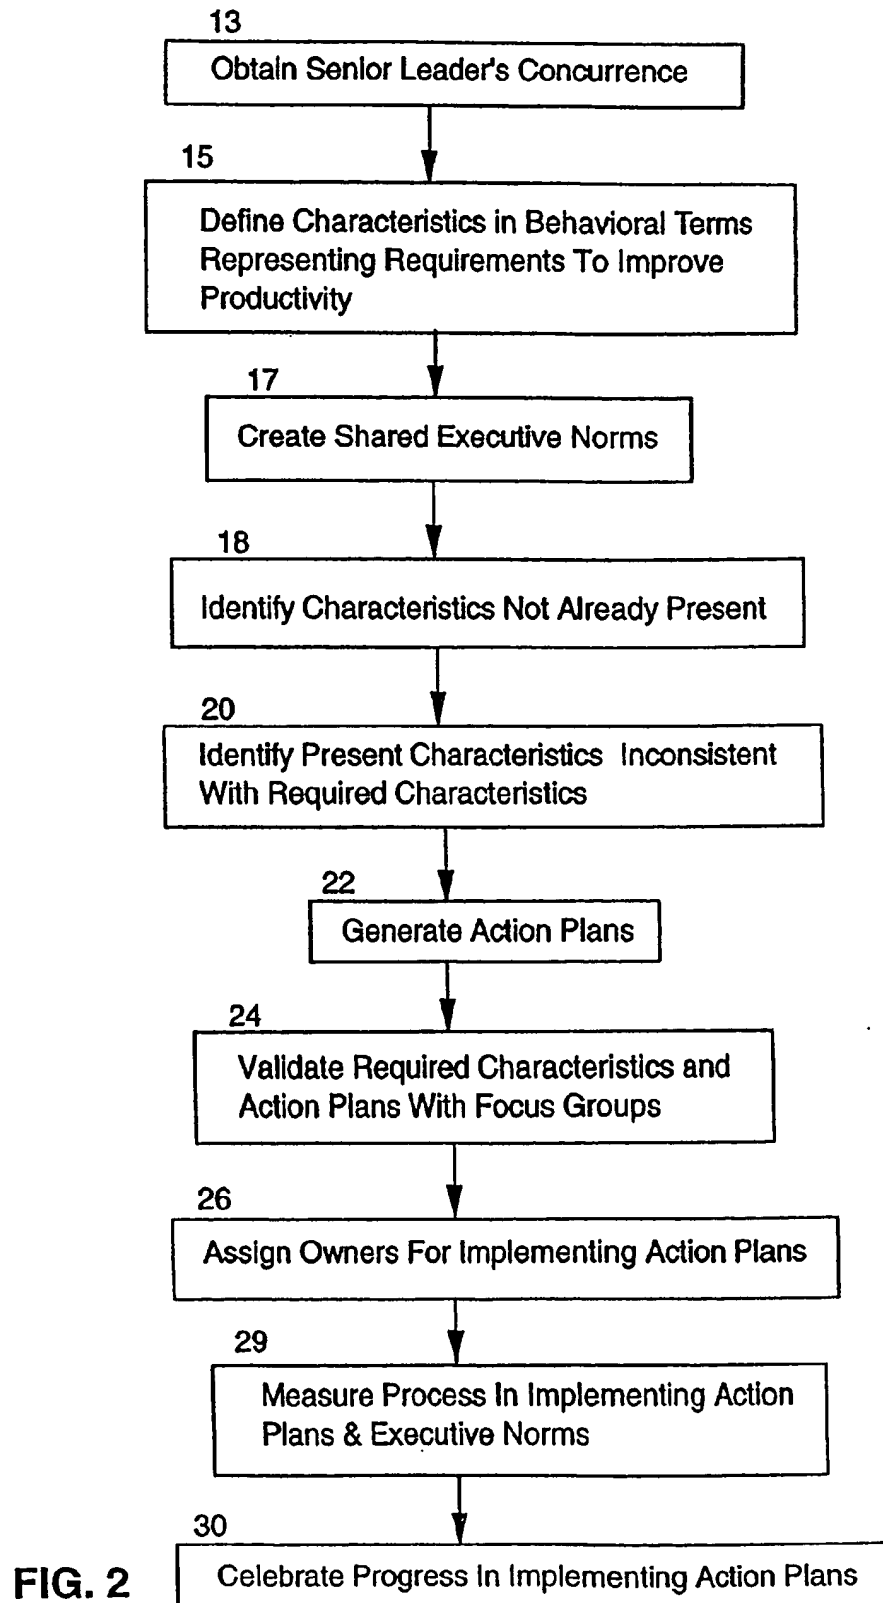 13
Obtain Senior Leader's Concurrence
15
Define Characteristics in Behavioral Terms
Representing Requirements To Improve
Productivity
17
Create Shared Executive Norms
18
Identify Characteristics Not Already Present
20
Identify Present Characteristics Inconsistent
With Required Characteristics
22
Generate Action Plans
24
Validate Required Characteristics and
Action Plans With Focus Groups
26
Assign Owners For Implementing Action Plans
29
Measure Process In Implementing Action
Plans & Executive Norms
30
Celebrate Progress In Implementing Action Plans
FIG. 2